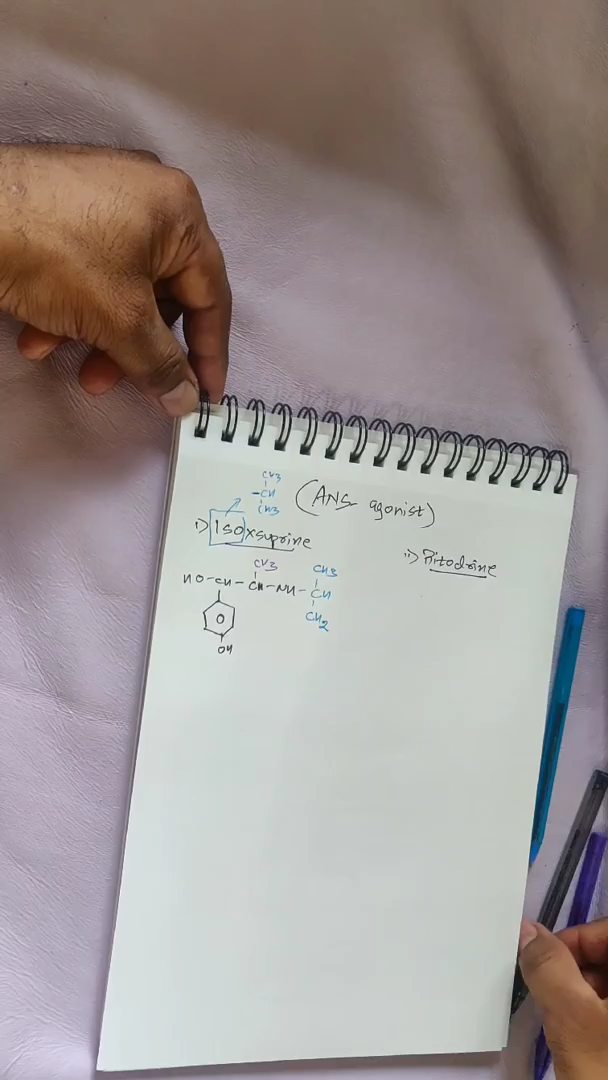 CH3
-CH
CH3
(ANS agonist)
i) Isoxsuprine
ii) Ritodrine
CH3
CH3
HO-CH-CH-NH-CH
CH2
OH